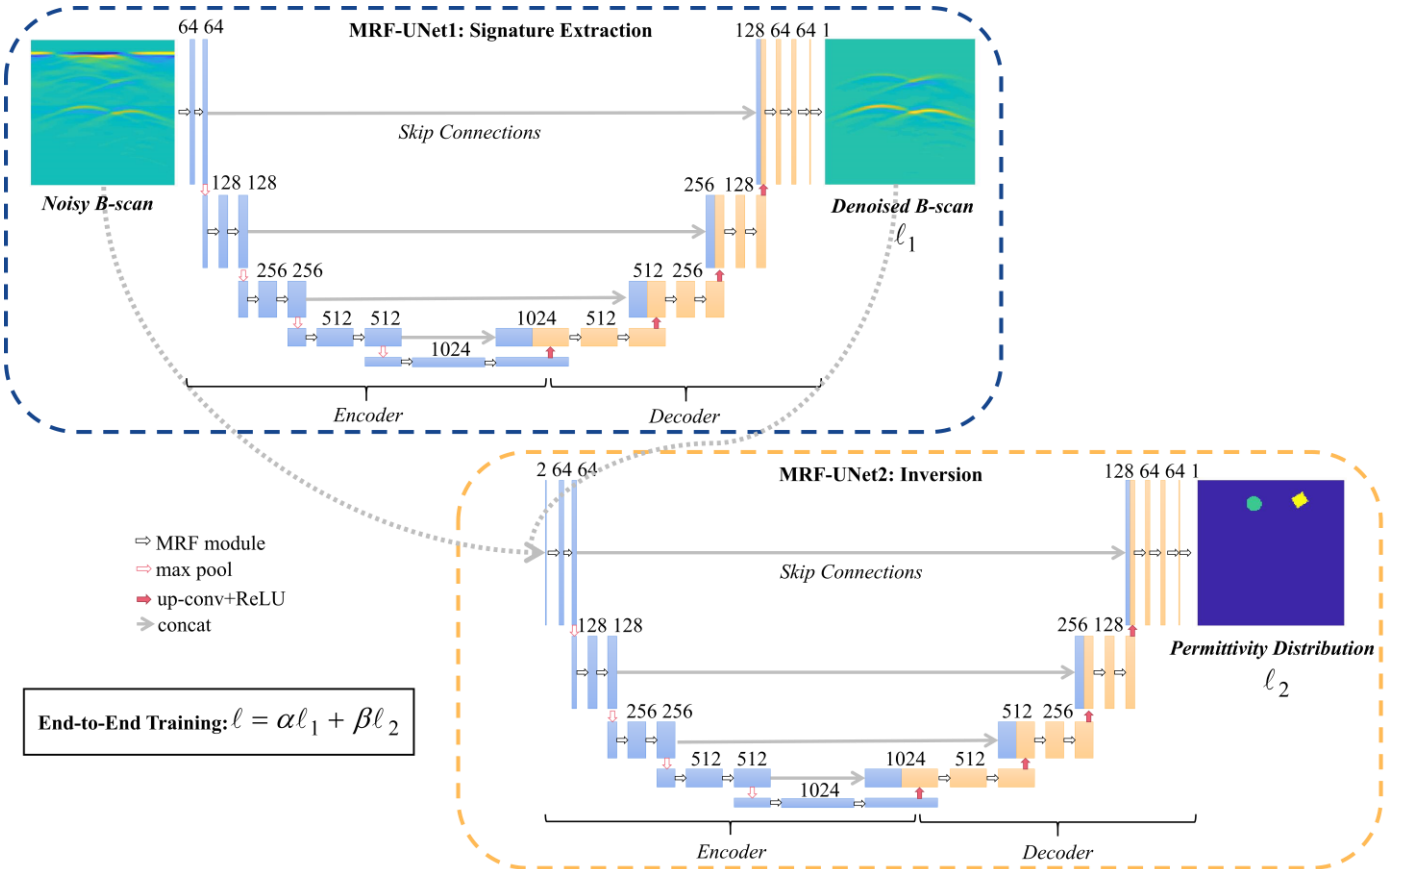 MRF-UNet1: Signature Extraction
64 64
128 64 64 1
Skip Connections
Noisy B-scan
128 128
256 128
Denoised B-scan
ℓ1
256 256
512 256
512 512
1024 512
1024
Encoder
Decoder
MRF-UNet2: Inversion
2 64 64
128 64 64 1
Skip Connections
MRF module
max pool
up-conv+ReLU
concat
128 128
256 128
Permittivity Distribution
ℓ2
End-to-End Training: ℓ = αℓ1 + βℓ2
256 256
512 256
512 512
1024 512
1024
Encoder
Decoder